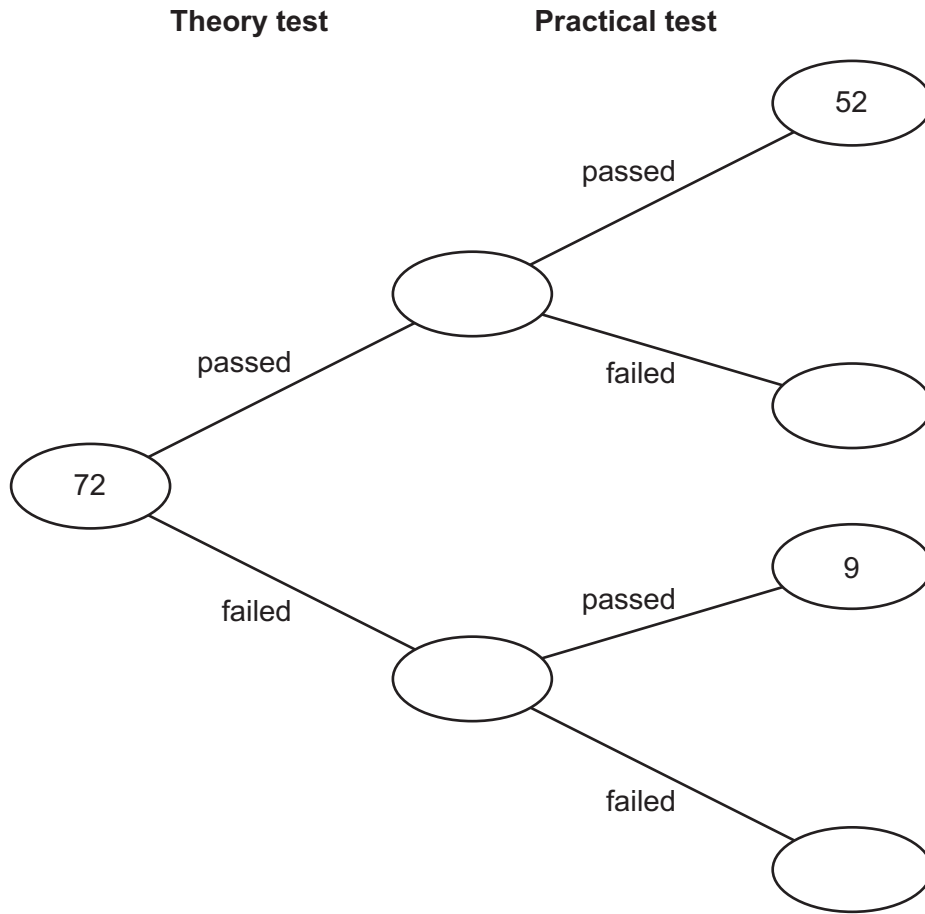 Theory test Practical test
52
passed
passed
failed
72
9
passed
failed
failed